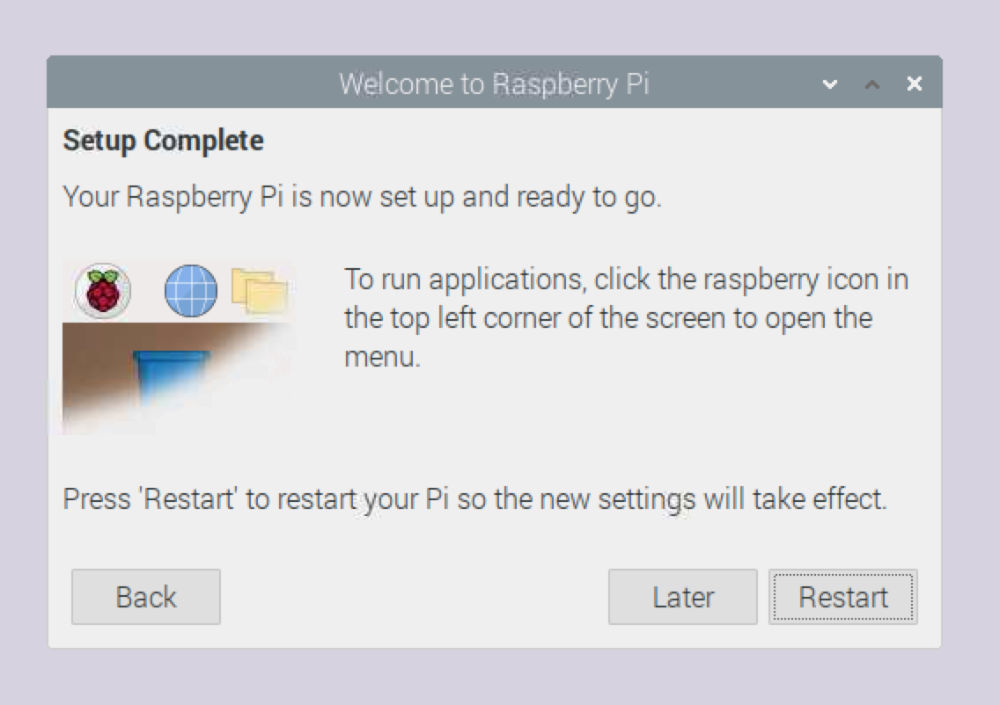 Welcome to Raspberry Pi
Setup Complete
Your Raspberry Pi is now set up and ready to go.
To run applications, click the raspberry icon in
the top left corner of the screen to open the
menu.
Press 'Restart' to restart your Pi so the new settings will take effect.
Back
Later
Restart